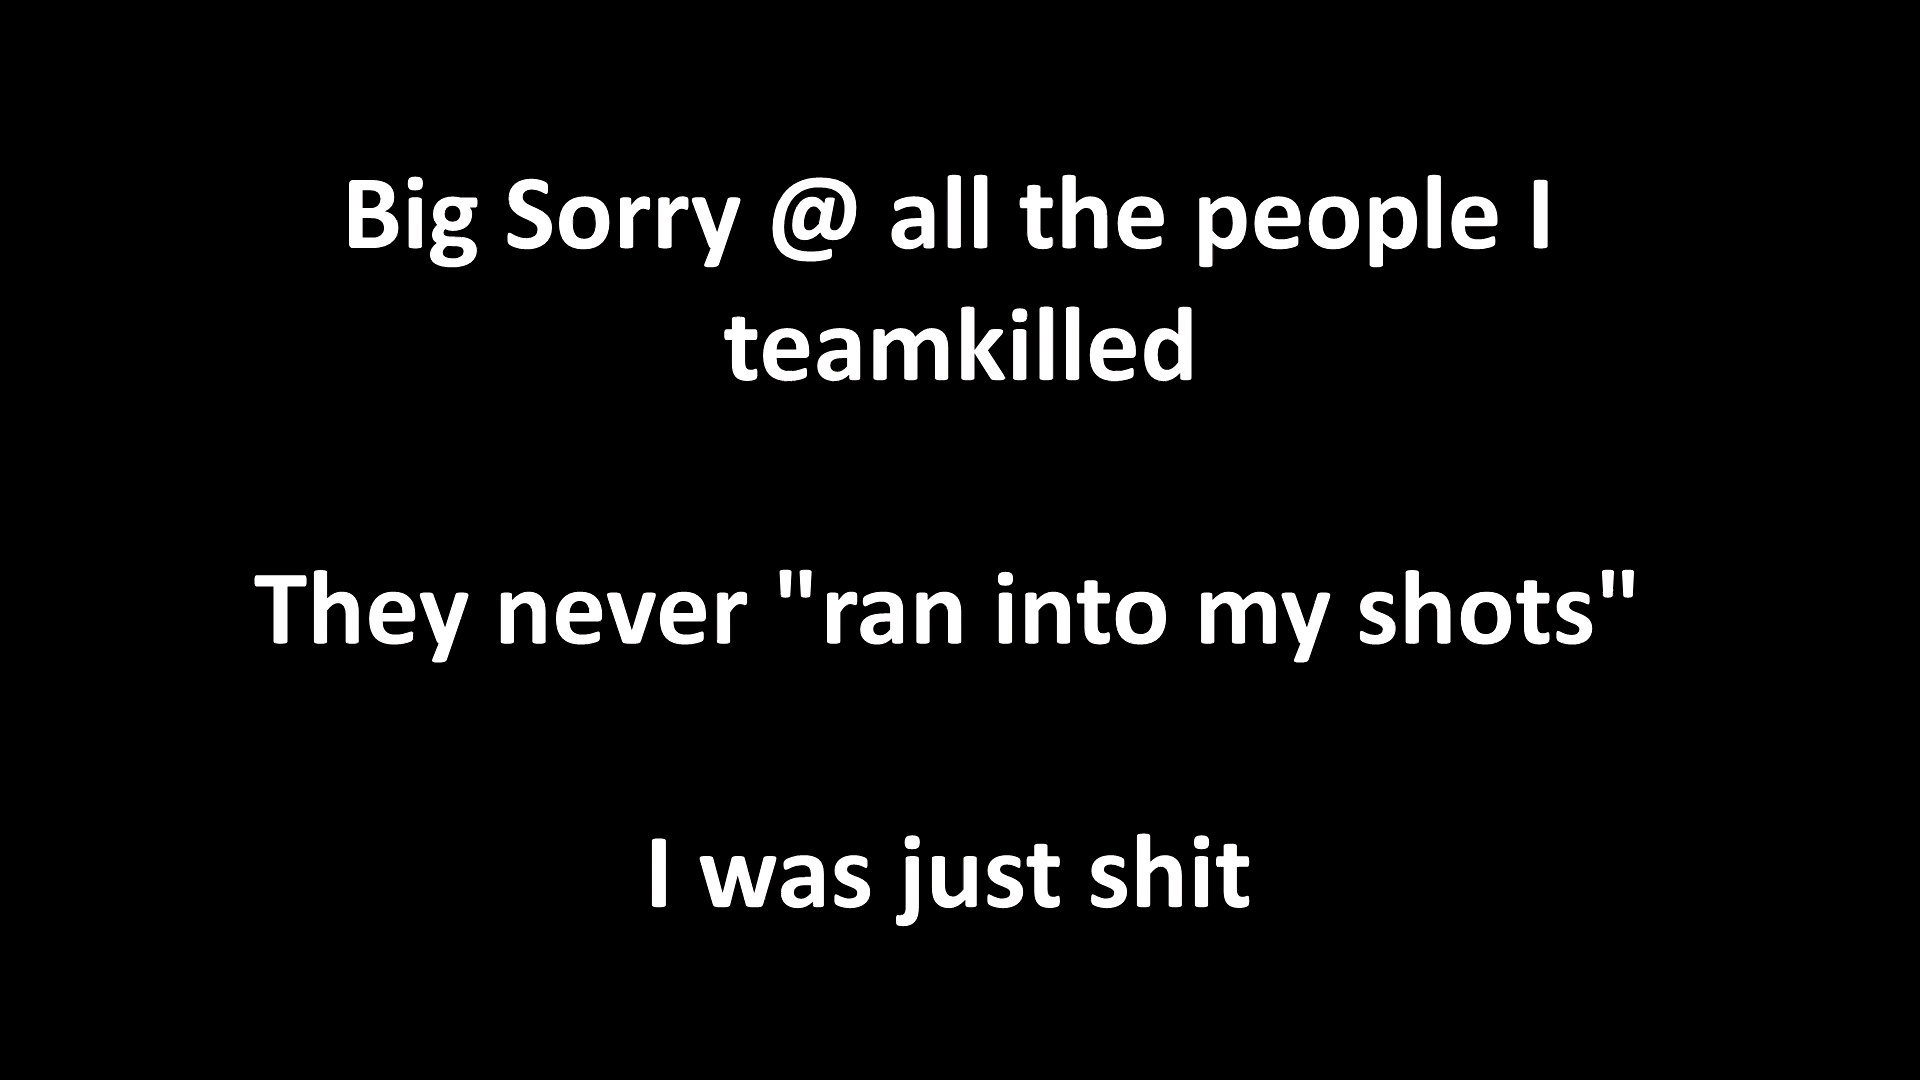 Big Sorry @ all the people I
teamkilled
They never "ran into my shots"
I was just shit